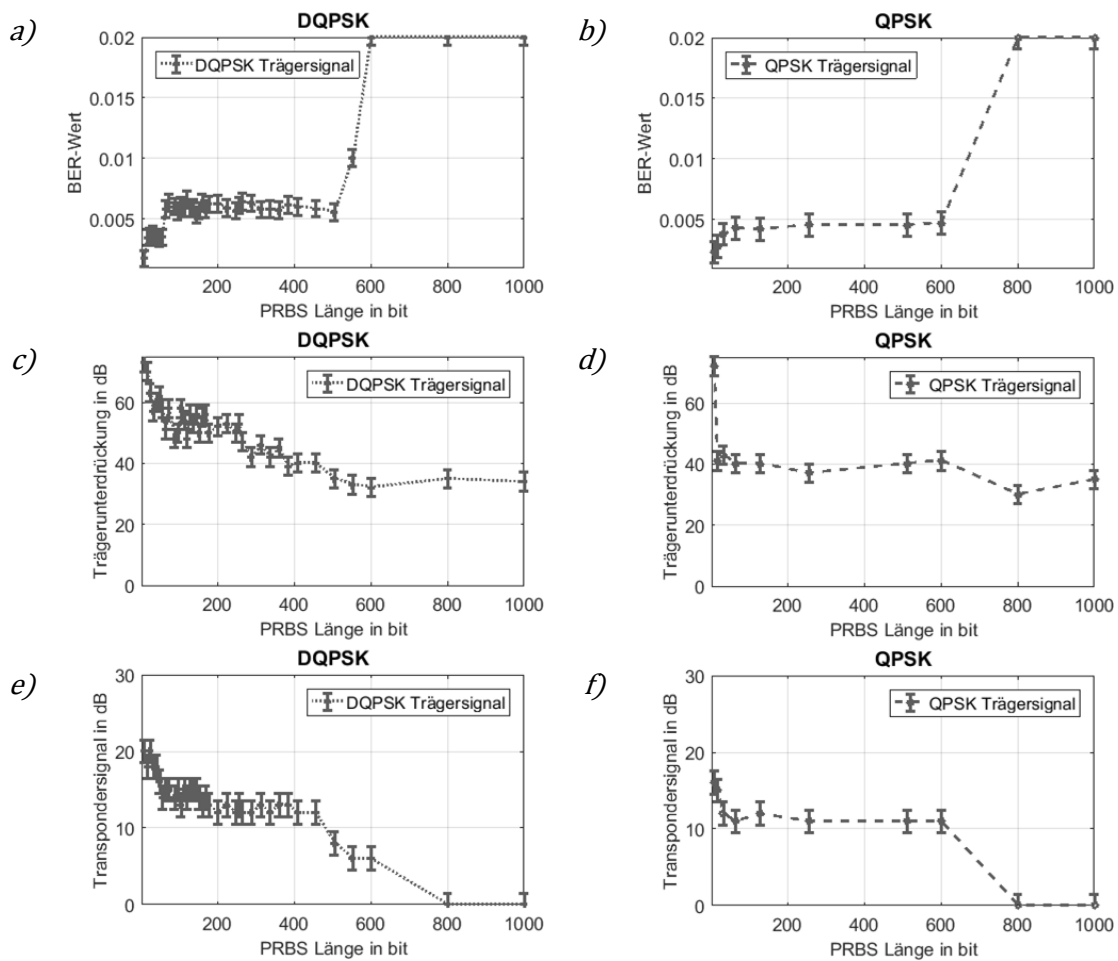 a)
DQPSK
BER-Wert
0.02
0.015
0.01
0.005
DQPSK Trägersignal
200 400 600 800 1000
PRBS Länge in bit
b)
QPSK
BER-Wert
0.02
0.015
0.01
0.005
QPSK Trägersignal
200 400 600 800 1000
PRBS Länge in bit
c)
DQPSK
Trägerunterdrückung in dB
60
40
20
0
DQPSK Trägersignal
200 400 600 800 1000
PRBS Länge in bit
d)
QPSK
Trägerunterdrückung in dB
60
40
20
0
QPSK Trägersignal
200 400 600 800 1000
PRBS Länge in bit
e)
DQPSK
Transpondersignal in dB
30
20
10
0
DQPSK Trägersignal
200 400 600 800 1000
PRBS Länge in bit
f)
QPSK
Transpondersignal in dB
30
20
10
0
QPSK Trägersignal
200 400 600 800 1000
PRBS Länge in bit